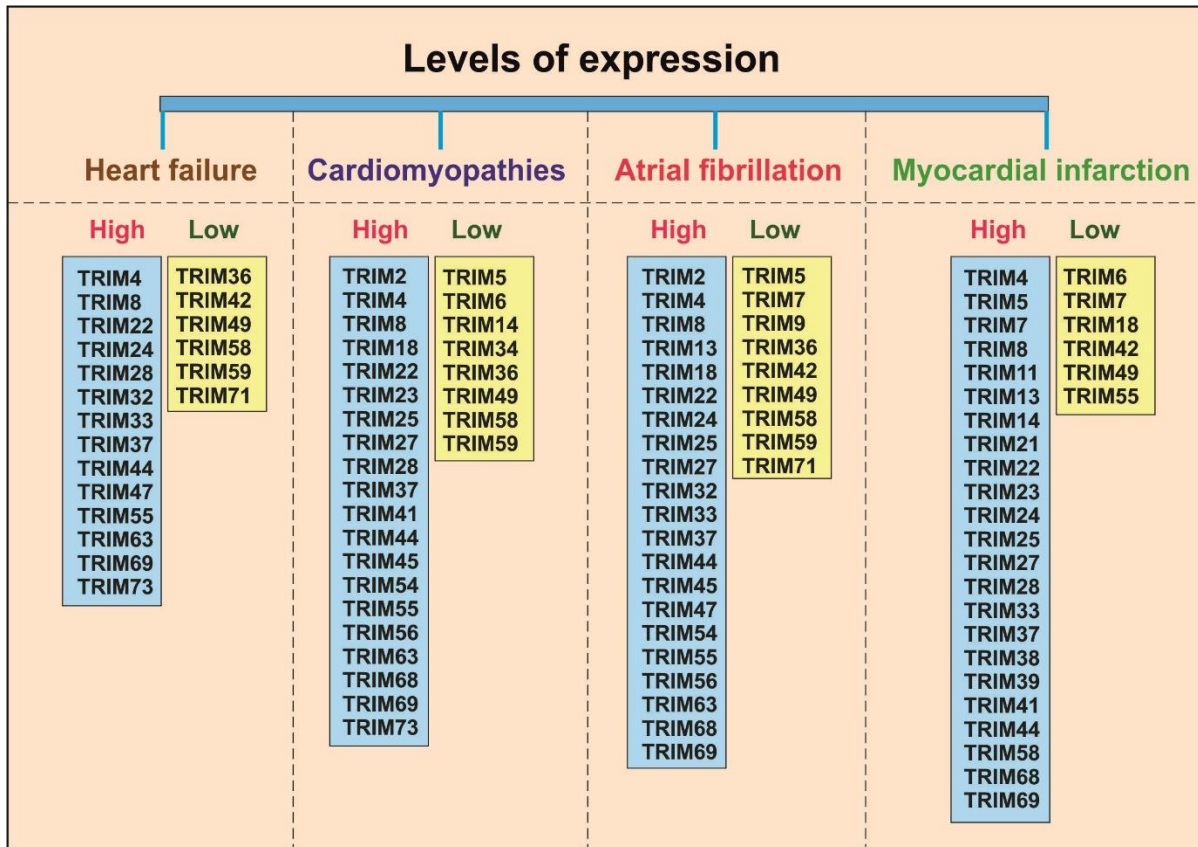 Levels of expression
Heart failure
High
TRIM4
TRIM8
TRIM22
TRIM24
TRIM28
TRIM32
TRIM33
TRIM37
TRIM44
TRIM47
TRIM55
TRIM63
TRIM69
TRIM73
Low
TRIM36
TRIM42
TRIM49
TRIM58
TRIM59
TRIM71
Cardiomyopathies
High
TRIM2
TRIM4
TRIM8
TRIM18
TRIM22
TRIM23
TRIM25
TRIM27
TRIM28
TRIM37
TRIM41
TRIM44
TRIM45
TRIM54
TRIM55
TRIM56
TRIM63
TRIM68
TRIM69
TRIM73
Low
TRIM5
TRIM6
TRIM14
TRIM34
TRIM36
TRIM49
TRIM58
TRIM59
Atrial fibrillation
High
TRIM2
TRIM4
TRIM8
TRIM13
TRIM18
TRIM22
TRIM24
TRIM25
TRIM27
TRIM32
TRIM33
TRIM37
TRIM44
TRIM45
TRIM47
TRIM54
TRIM55
TRIM56
TRIM63
TRIM68
TRIM69
Low
TRIM5
TRIM7
TRIM9
TRIM36
TRIM42
TRIM49
TRIM58
TRIM59
TRIM71
Myocardial infarction
High
TRIM4
TRIM5
TRIM7
TRIM8
TRIM11
TRIM13
TRIM14
TRIM21
TRIM22
TRIM23
TRIM24
TRIM25
TRIM27
TRIM28
TRIM33
TRIM37
TRIM38
TRIM39
TRIM41
TRIM44
TRIM58
TRIM68
TRIM69
Low
TRIM6
TRIM7
TRIM18
TRIM42
TRIM49
TRIM55